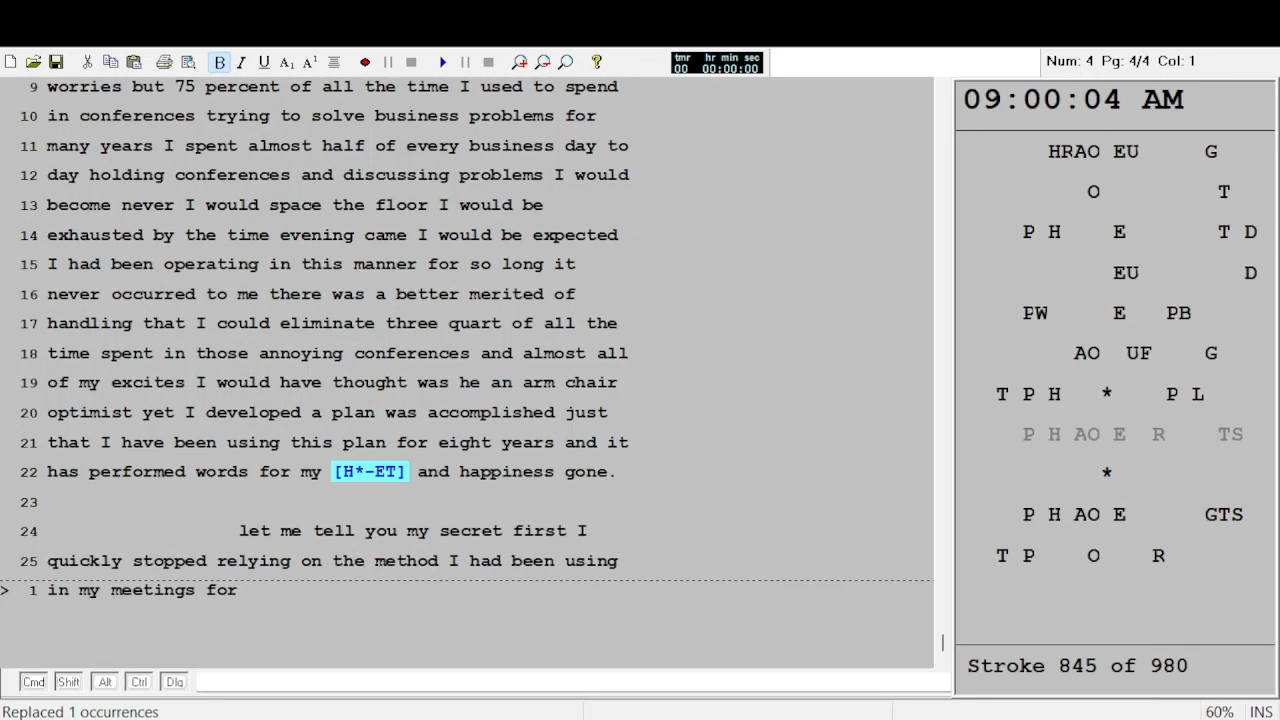 B I U A₁ A¹ tmr hr min sec
00 00:00:00
Num: 4 Pg: 4/4 Col: 1
9 worries but 75 percent of all the time I used to spend
10 in conferences trying to solve business problems for
11 many years I spent almost half of every business day to
12 day holding conferences and discussing problems I would
13 become never I would space the floor I would be
14 exhausted by the time evening came I would be expected
15 I had been operating in this manner for so long it
16 never occurred to me there was a better merited of
17 handling that I could eliminate three quart of all the
18 time spent in those annoying conferences and almost all
19 of my excites I would have thought was he an arm chair
20 optimist yet I developed a plan was accomplished just
21 that I have been using this plan for eight years and it
22 has performed words for my [H*-ET] and happiness gone.
23
24 let me tell you my secret first I
25 quickly stopped relying on the method I had been using
> 1 in my meetings for
09:00:04 AM
HRAO EU G
O T
P H E T D
EU D
PW E PB
AO UF G
T P H * P L
P H AO E R TS
*
P H AO E GTS
T P O R
Stroke 845 of 980
Cmd Shift Alt Ctrl Dlg
Replaced 1 occurrences
60% INS